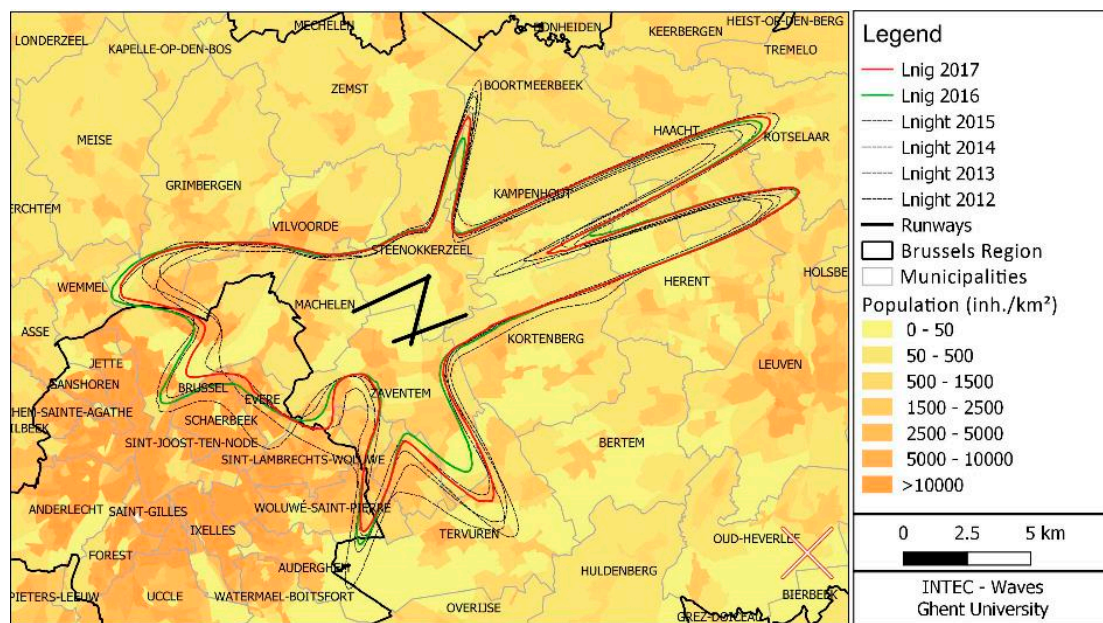 HEIST-OP-DEN-BERG
MECHELEN
BONHEIDEN
KEERBERGEN
LONDERZEEL
KAPELLE-OP-DEN-BOS
TREMELO
ZEMST
BOORTMEERBEEK
HAACHT
ROTSELAAR
MEISE
GRIMBERGEN
KAMPENHOUT
ERCHTEM
VILVOORDE
STEENOKKERZEEL
WEMMEL
HERENT
HOLSBE
MACHELEN
ASSE
KORTENBERG
JETTE
LEUVEN
GANSHOREN
BRUSSEL
ZAVENTEM
EVERE
CHEM-SAINTE-AGATHE
SCHAERBEEK
ILBEEK
SINT-JOOST-TEN-NODE
BERTEM
SINT-LAMBRECHTS-WOLUWE
ANDERLECHT
SAINT-GILLES
WOLUWÉ-SAINT-PIERRE
IXELLES
TERVUREN
OUD-HEVERLEE
FOREST
AUDERGHEM
HULDENBERG
PIETERS-LEEUW
UCCLE
WATERMAEL-BOITSFORT
OVERIJSE
BIERBEEK
GREZ-DOICEAU
Legend
Lnig 2017
Lnig 2016
Lnight 2015
Lnight 2014
Lnight 2013
Lnight 2012
Runways
Brussels Region
Municipalities
Population (inh./km²)
0 - 50
50 - 500
500 - 1500
1500 - 2500
2500 - 5000
5000 - 10000
>10000
0 2.5 5 km
INTEC - Waves
Ghent University